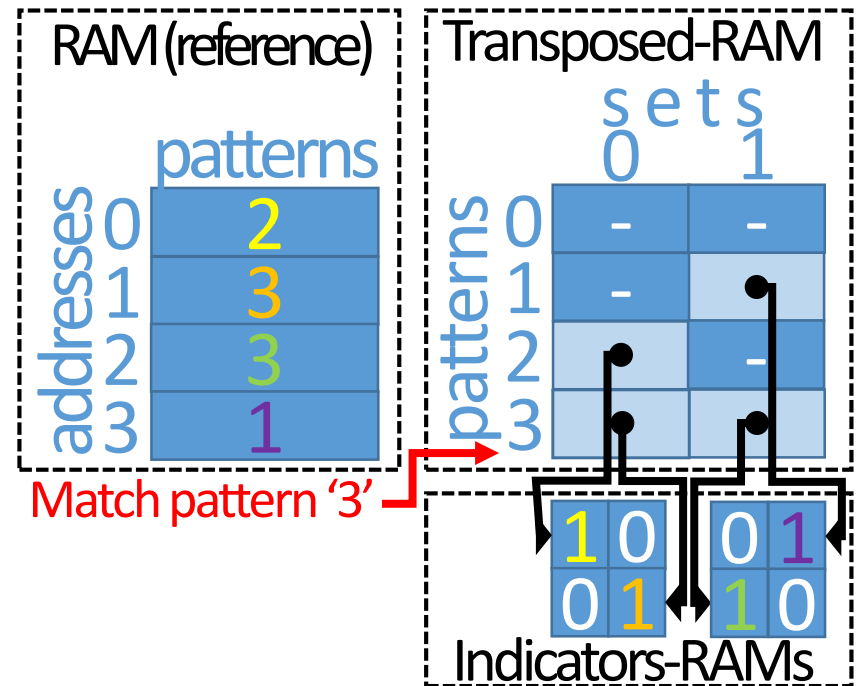 RAM (reference)
patterns
addresses
0 2
1 3
2 3
3 1
Match pattern ‘3’
Transposed-RAM
sets
0 1
patterns
0 - -
1 -
2 -
3
1 0 0 1
0 1 1 0
Indicators-RAMs